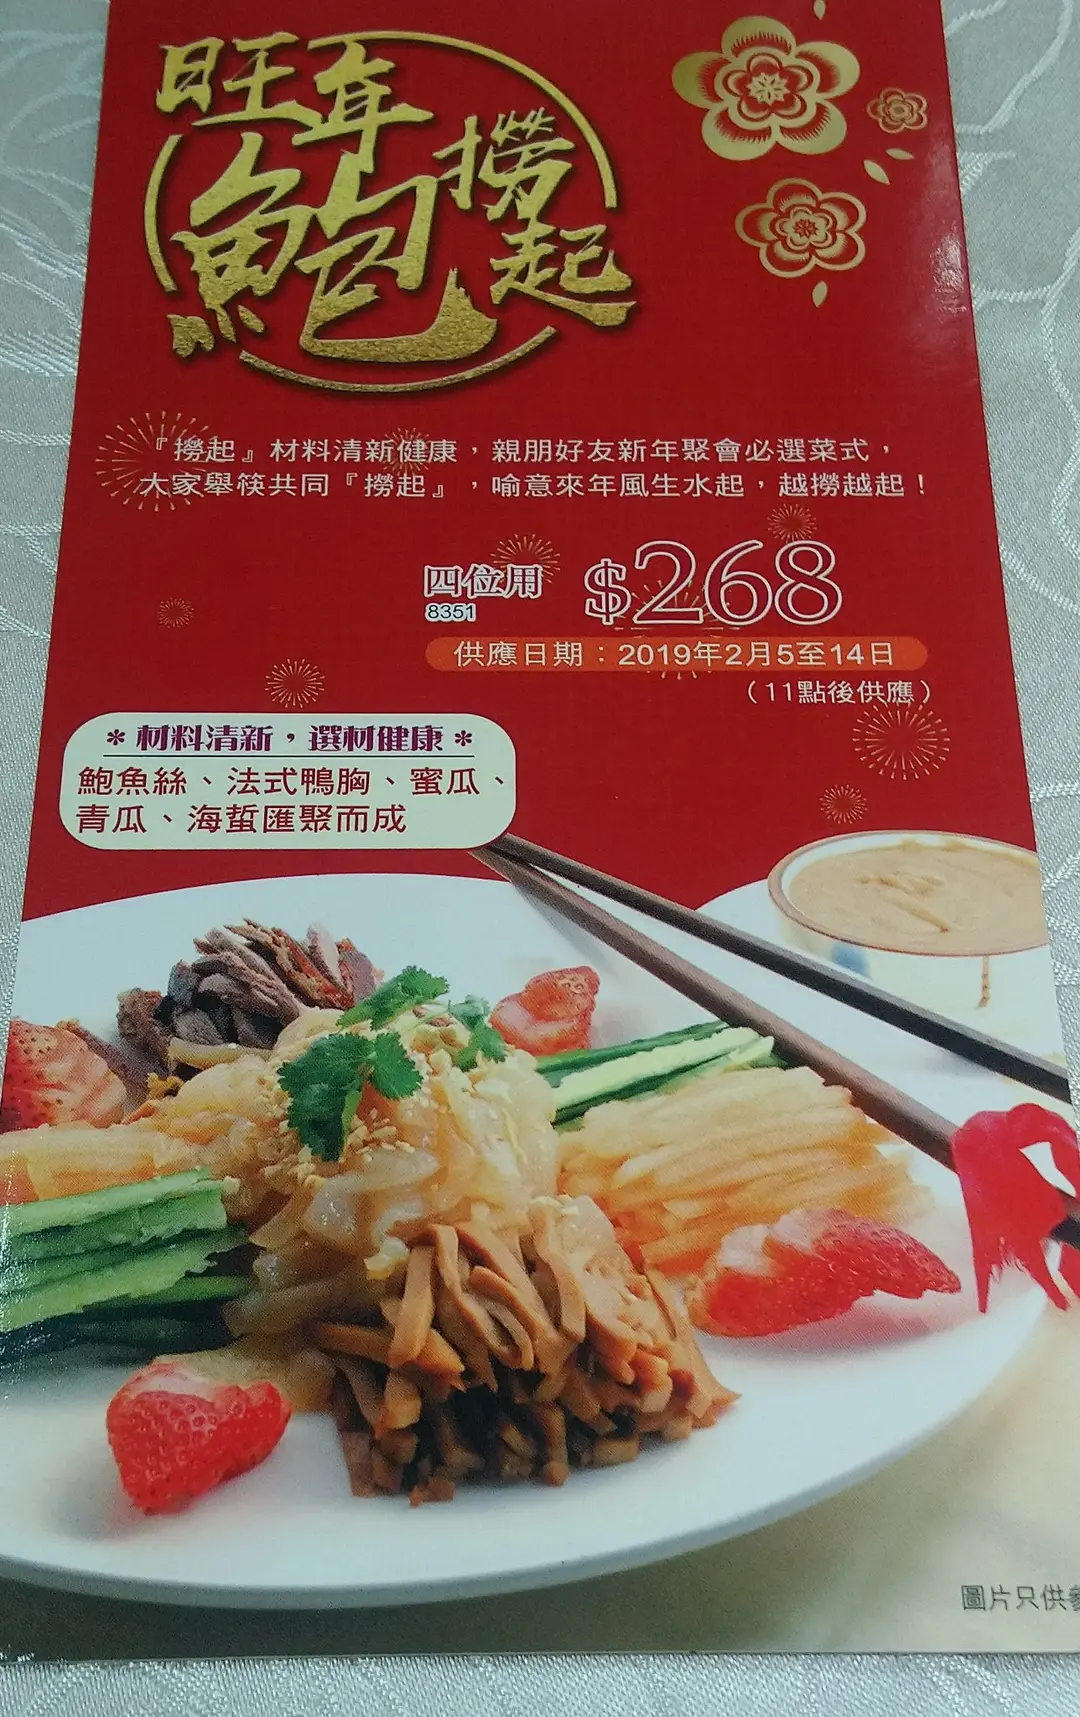 旺年
鮑撈起
『撈起』材料清新健康，親朋好友新年聚會必選菜式，
大家舉筷共同『撈起』，喻意來年風生水起，越撈越起！
四位用 $268
8351
供應日期：2019年2月5至14日
（11點後供應）
*材料清新，選材健康*
鮑魚絲、法式鴨胸、蜜瓜、
青瓜、海蜇匯聚而成
圖片只供